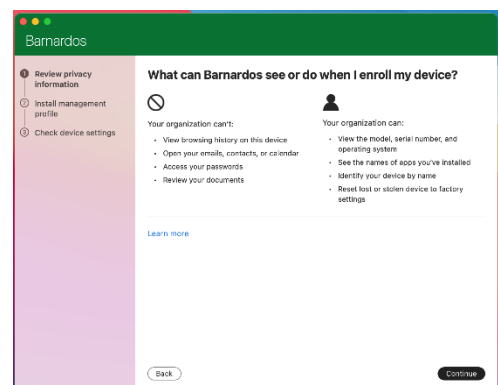 Barnardos
1 Review privacy
information
2 Install management
profile
3 Check device settings
What can Barnardos see or do when I enroll my device?
Your organization can't:
• View browsing history on this device
• Open your emails, contacts, or calendar
• Access your passwords
• Review your documents
Your organization can:
• View the model, serial number, and
operating system
• See the names of apps you've installed
• Identify your device by name
• Reset lost or stolen device to factory
settings
Learn more
Back
Continue